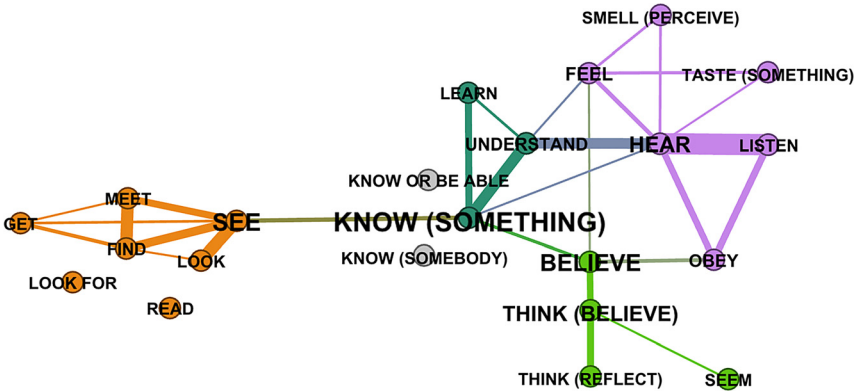 SMELL (PERCEIVE)
FEEL
TASTE (SOMETHING)
LEARN
UNDERSTAND
HEAR
LISTEN
KNOW OR BE ABLE
MEET
GET
SEE
KNOW (SOMETHING)
FIND
LOOK
KNOW (SOMEBODY)
BELIEVE
OBEY
LOOK FOR
READ
THINK (BELIEVE)
THINK (REFLECT)
SEEM